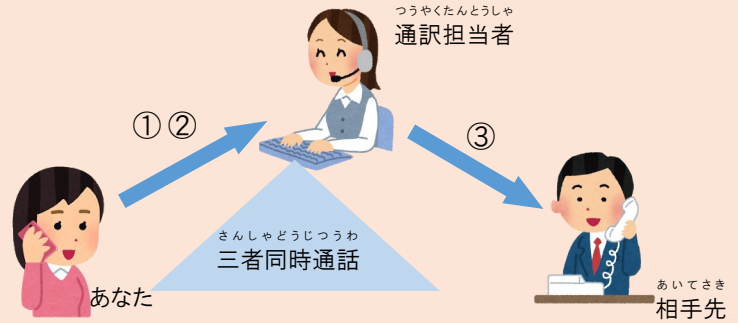 つうやくたんとうしゃ
通訳担当者
①②
③
さんしゃどうじつうわ
三者同時通話
あなた
あいてさき
相手先